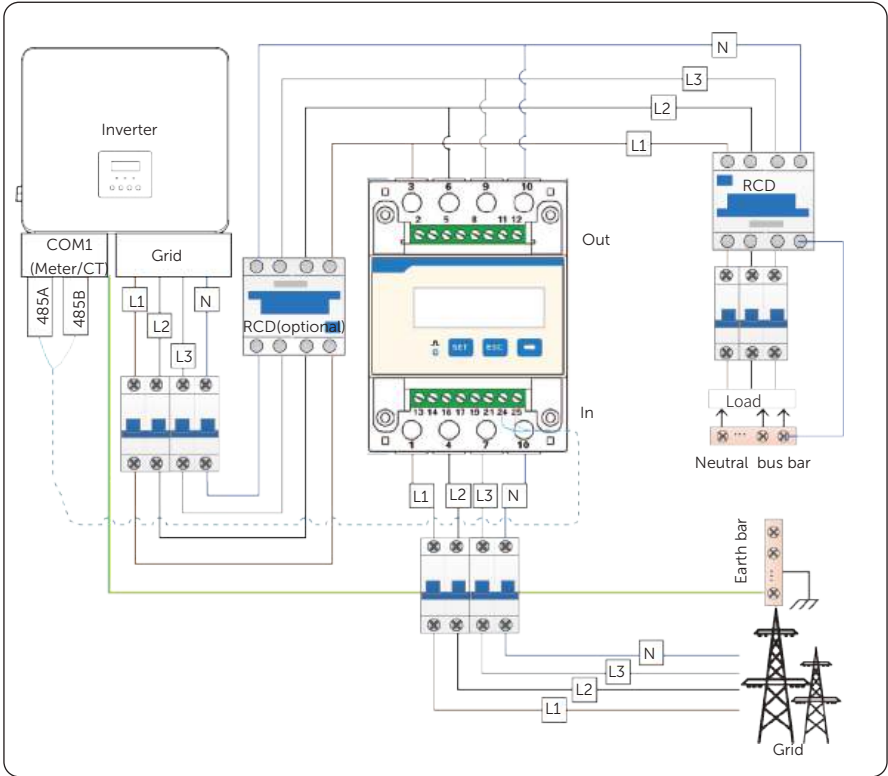 N
L3
L2
L1
Inverter
COM1
(Meter/CT)
Grid
485A
485B
L1
L2
L3
N
RCD(optional)
3 6 9 10
2 5 8 11 12
Out
SET ESC
In
13 14 16 17 19 21 24 25
1 4 7 10
RCD
Load
...
Neutral bus bar
L1 L2 L3 N
Earth bar
...
N
L3
L2
L1
Grid